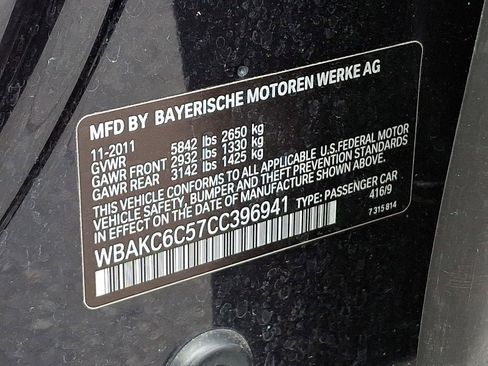 MFD BY BAYERISCHE MOTOREN WERKE AG
11-2011
GVWR 5842 lbs 2650 kg
GAWR FRONT 2932 lbs 1330 kg
GAWR REAR 3142 lbs 1425 kg
THIS VEHICLE CONFORMS TO ALL APPLICABLE U.S.FEDERAL MOTOR
VEHICLE SAFETY, BUMPER AND THEFT PREVENTION STANDARDS
IN EFFECT ON THE DATE OF MANUFACTURE SHOWN ABOVE.
WBAKC6C57CC396941 TYPE: PASSENGER CAR
416/9
7 315 814